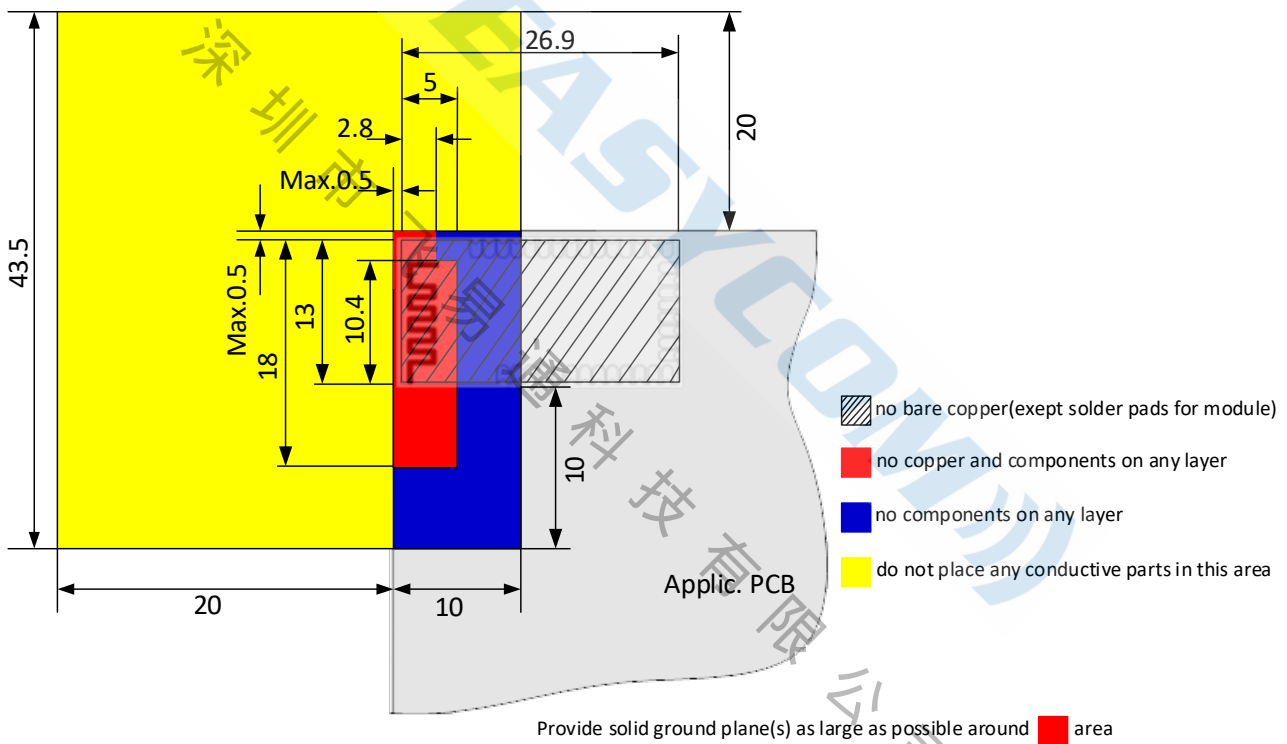 26.9
5
20
2.8
Max.0.5
43.5
Max.0.5
18
13
10.4
10
no bare copper(exept solder pads for module)
no copper and components on any layer
no components on any layer
do not place any conductive parts in this area
Applic. PCB
20
10
Provide solid ground plane(s) as large as possible around area
EASYCOM
深圳市飞易通科技有限公